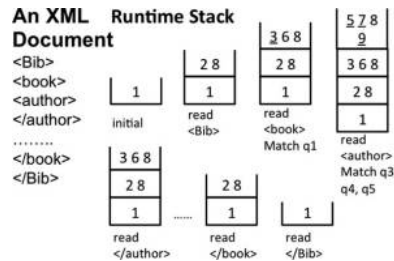 An XML Document
Runtime Stack
<Bib>
<book>
<author>
</author>
........
</book>
</Bib>
1
initial
2 8
1
read
<Bib>
3 6 8
2 8
1
read
<book>
Match q1
5 7 8
9
3 6 8
2 8
1
read
<author>
Match q3
q4, q5
3 6 8
2 8
1
read
</author>
......
2 8
1
read
</book>
1
read
</Bib>